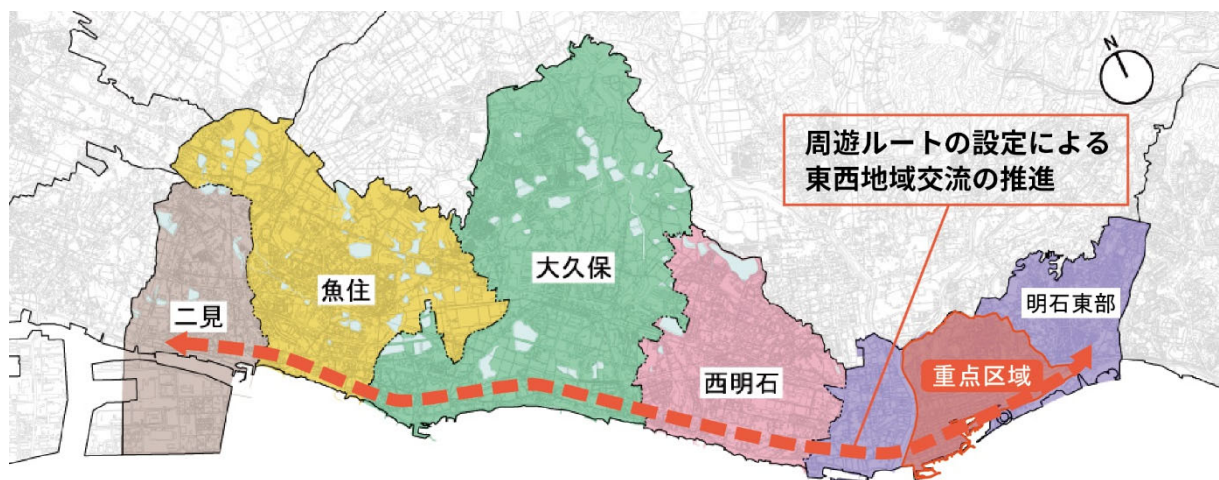 N
周遊ルートの設定による
東西地域交流の推進
大久保
明石東部
魚住
二見
重点区域
西明石